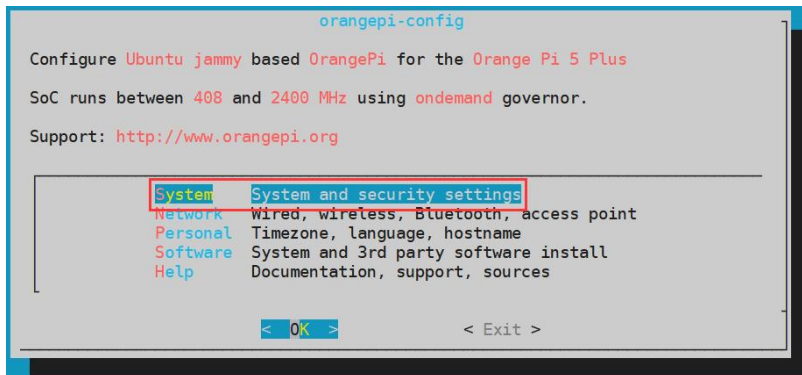 orangepi-config
Configure Ubuntu jammy based OrangePi for the Orange Pi 5 Plus
SoC runs between 408 and 2400 MHz using ondemand governor.
Support: http://www.orangepi.org
System System and security settings
Network Wired, wireless, Bluetooth, access point
Personal Timezone, language, hostname
Software System and 3rd party software install
Help Documentation, support, sources
< OK > < Exit >